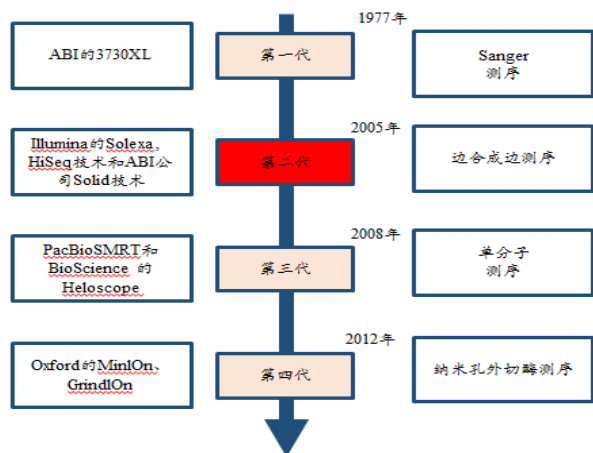 1977年
ABI的3730XL
第一代
Sanger
测序
2005年
Illumina的Solexa,
HiSeq技术和ABI公
司Solid技术
第二代
边合成边测序
2008年
PacBioSMRT和
BioScience 的
Heloscope
第三代
单分子
测序
2012年
Oxford的MinlOn、
GrindlOn
第四代
纳米孔外切酶测序